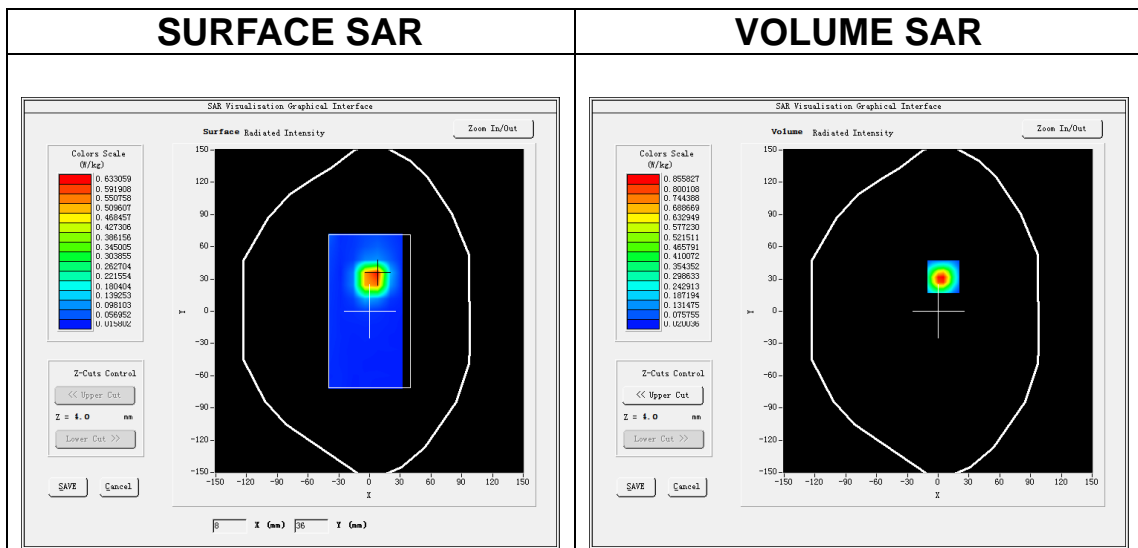 SURFACE SAR
SAR Visualisation Graphical Interface
Surface Radiated Intensity
Zoom In/Out
Colors Scale
(W/kg)
0.633059
0.591908
0.550758
0.509607
0.468457
0.427306
0.386156
0.345005
0.303855
0.262704
0.221554
0.180404
0.139253
0.098103
0.056952
0.015802
Z-Cuts Control
<< Upper Cut
Z = 4.0 mm
Lower Cut >>
SAVE Cancel
150
120
90
60
30
0
-30
-60
-90
-120
-150
Y
-150 -120 -90 -60 -30 0 30 60 90 120 150
X
8 X (mm) 36 Y (mm)
VOLUME SAR
SAR Visualisation Graphical Interface
Volume Radiated Intensity
Zoom In/Out
Colors Scale
(W/kg)
0.855827
0.800108
0.744388
0.688669
0.632949
0.577230
0.521511
0.465791
0.410072
0.354352
0.298633
0.242913
0.187194
0.131475
0.075755
0.020036
Z-Cuts Control
<< Upper Cut
Z = 4.0 mm
Lower Cut >>
SAVE Cancel
150
120
90
60
30
0
-30
-60
-90
-120
-150
Y
-150 -120 -90 -60 -30 0 30 60 90 120 150
X